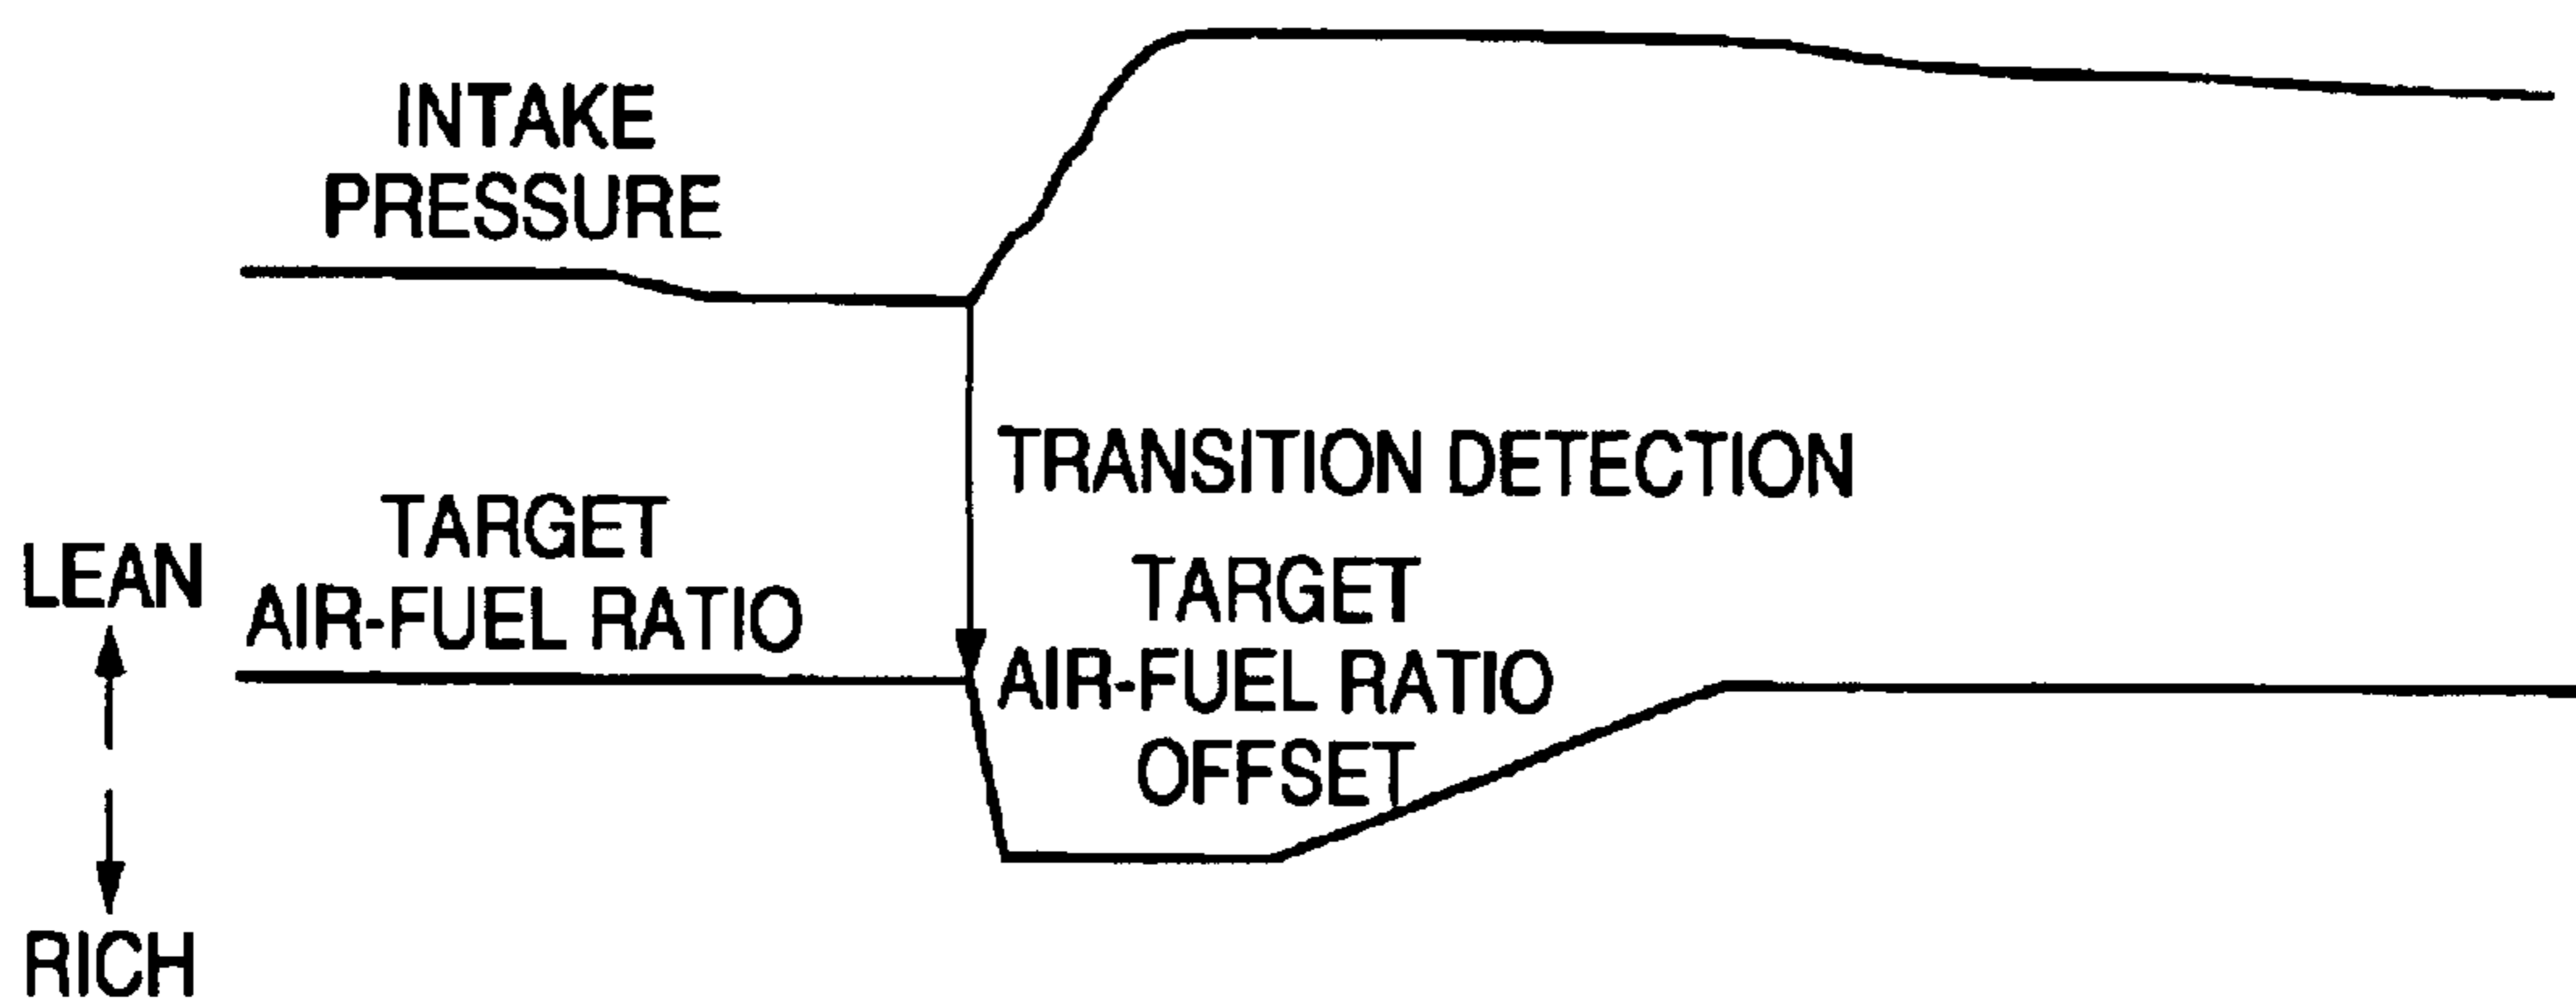 INTAKE
PRESSURE
TRANSITION DETECTION
TARGET
AIR-FUEL RATIO
LEAN
RICH
TARGET
AIR-FUEL RATIO
OFFSET